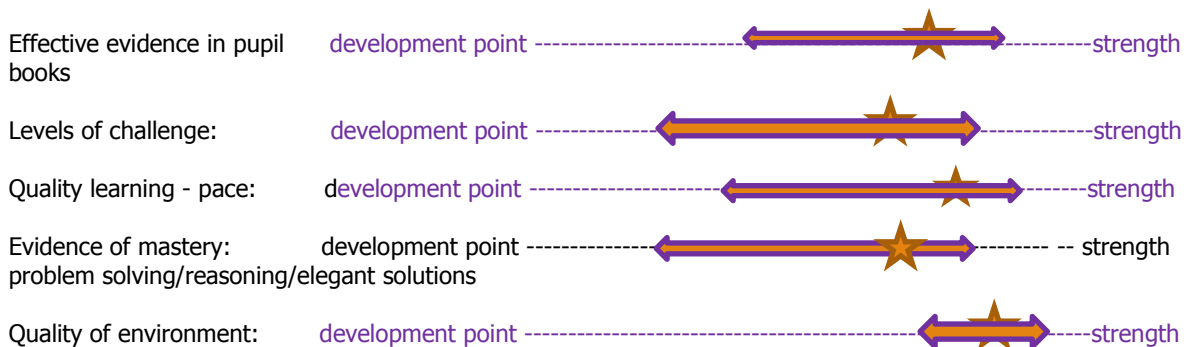 Effective evidence in pupil development point ---------------------------------------------------------------strength
books
Levels of challenge: development point -----------------------------------------------------------strength
Quality learning - pace: development point -----------------------------------------------------------strength
Evidence of mastery: development point --------------------------------------------------------- -- strength
problem solving/reasoning/elegant solutions
Quality of environment: development point -----------------------------------------------------------strength